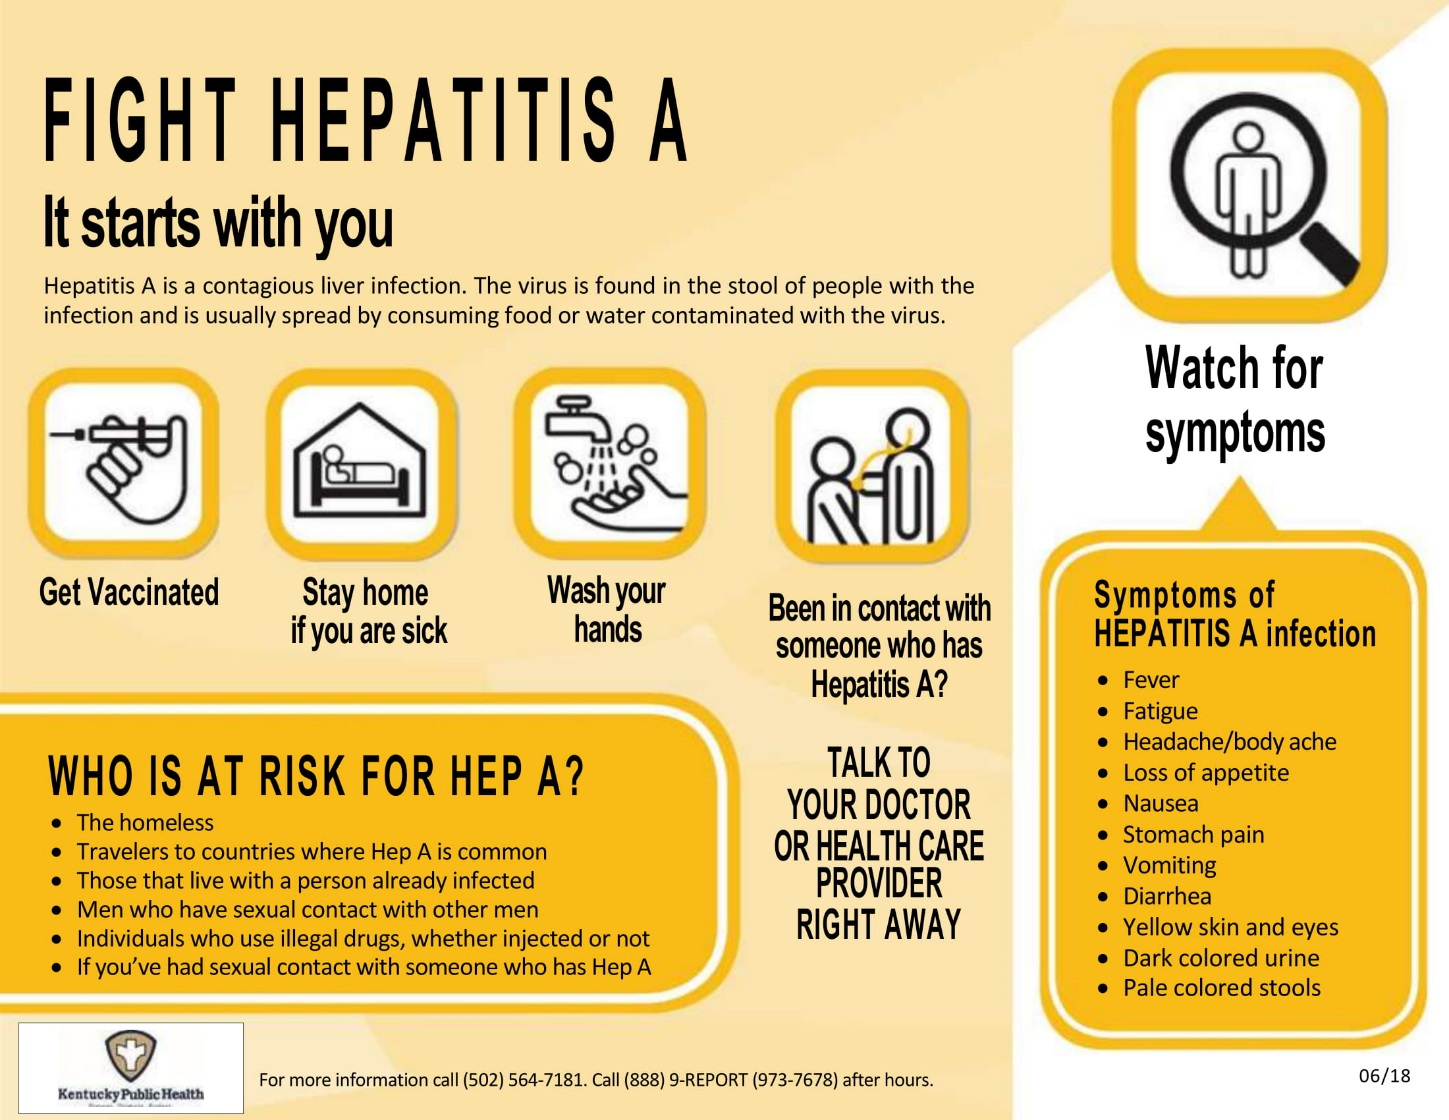 FIGHT HEPATITIS A
It starts with you
Hepatitis A is a contagious liver infection. The virus is found in the stool of people with the
infection and is usually spread by consuming food or water contaminated with the virus.
Get Vaccinated
Stay home
if you are sick
Wash your
hands
Been in contact with
someone who has
Hepatitis A?
TALK TO
YOUR DOCTOR
OR HEALTH CARE
PROVIDER
RIGHT AWAY
WHO IS AT RISK FOR HEP A?
• The homeless
• Travelers to countries where Hep A is common
• Those that live with a person already infected
• Men who have sexual contact with other men
• Individuals who use illegal drugs, whether injected or not
• If you’ve had sexual contact with someone who has Hep A
Watch for
symptoms
Symptoms of
HEPATITIS A infection
• Fever
• Fatigue
• Headache/body ache
• Loss of appetite
• Nausea
• Stomach pain
• Vomiting
• Diarrhea
• Yellow skin and eyes
• Dark colored urine
• Pale colored stools
Kentucky Public Health
For more information call (502) 564-7181. Call (888) 9-REPORT (973-7678) after hours.
06/18